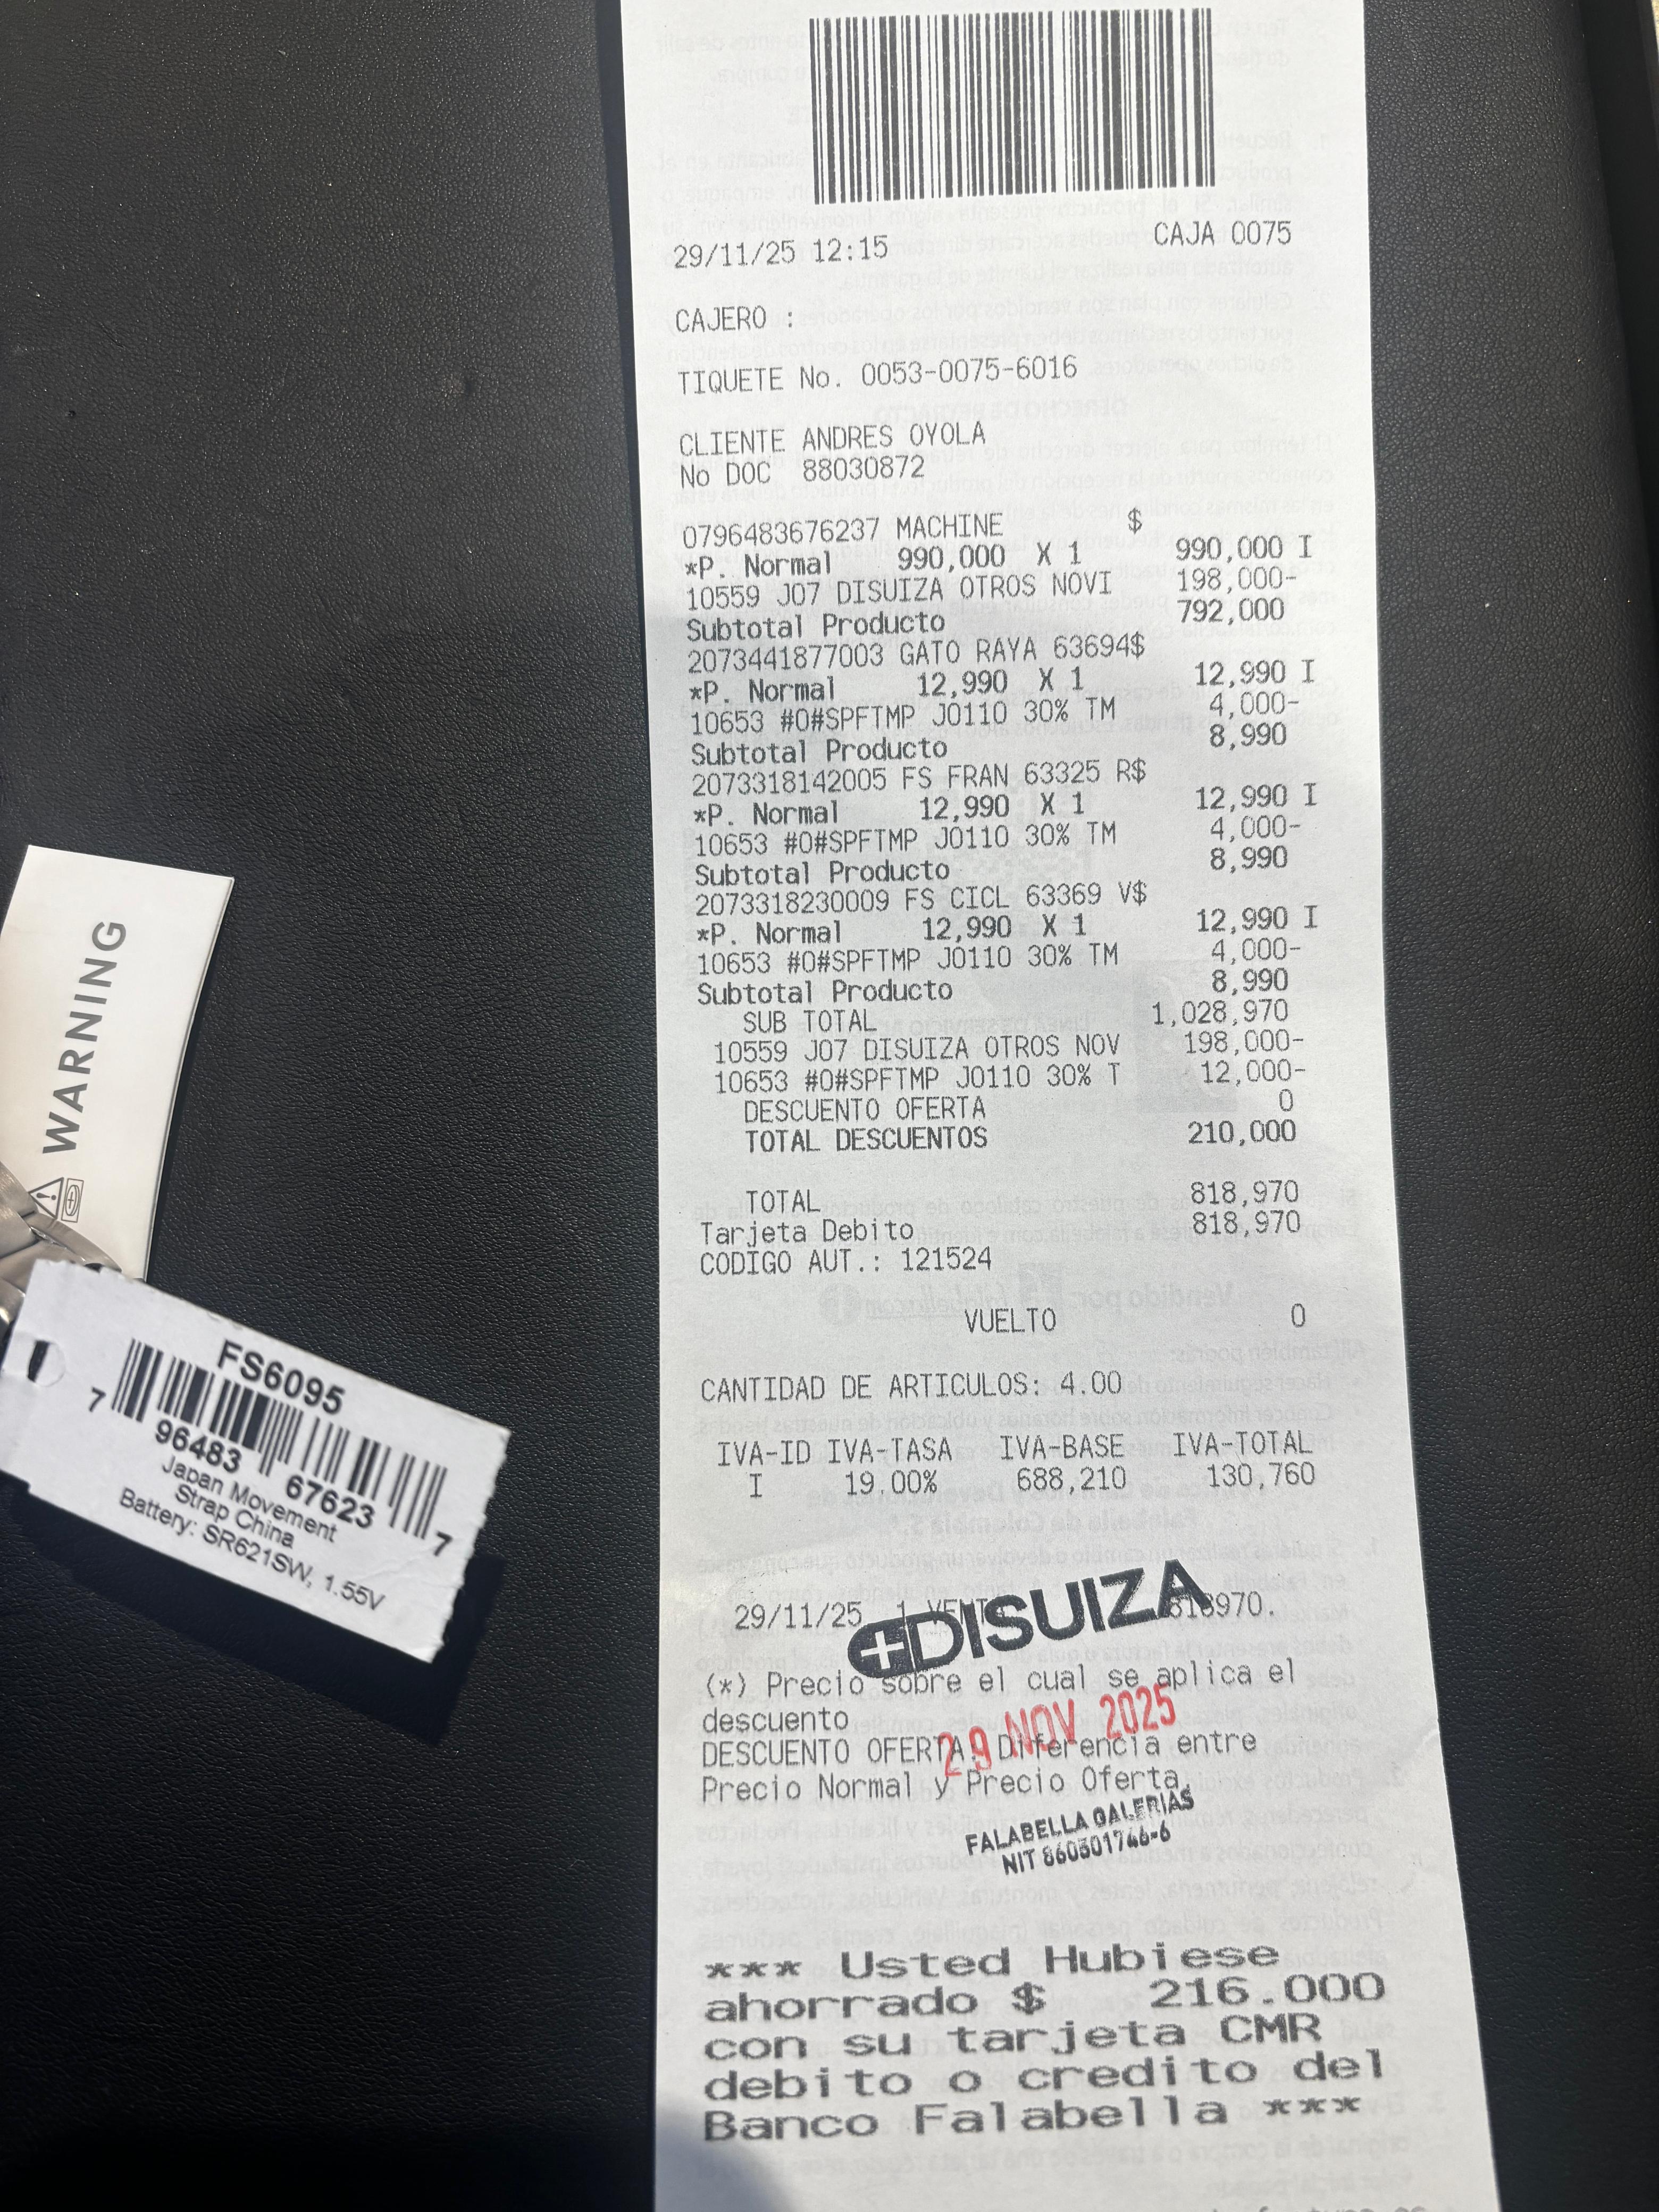 29/11/25 12:15 CAJA 0075
CAJERO :
TIQUETE No. 0053-0075-6016
CLIENTE ANDRES OYOLA
No DOC 88030872
0796483676237 MACHINE $
*P. Normal 990,000 X 1 990,000 I
10559 J07 DISUIZA OTROS NOVI 198,000-
Subtotal Producto 792,000
2073441877003 GATO RAYA 63694$
*P. Normal 12,990 X 1 12,990 I
10653 #0#SPFTMP J0110 30% TM 4,000-
Subtotal Producto 8,990
2073318142005 FS FRAN 63325 R$
*P. Normal 12,990 X 1 12,990 I
10653 #0#SPFTMP J0110 30% TM 4,000-
Subtotal Producto 8,990
2073318230009 FS CICL 63369 V$
*P. Normal 12,990 X 1 12,990 I
10653 #0#SPFTMP J0110 30% TM 4,000-
Subtotal Producto 8,990
SUB TOTAL 1,028,970
10559 J07 DISUIZA OTROS NOV 198,000-
10653 #0#SPFTMP J0110 30% T 12,000-
DESCUENTO OFERTA 0
TOTAL DESCUENTOS 210,000
TOTAL 818,970
Tarjeta Debito 818,970
CODIGO AUT.: 121524
VUELTO 0
CANTIDAD DE ARTICULOS: 4.00
IVA-ID IVA-TASA IVA-BASE IVA-TOTAL
I 19.00% 688,210 130,760
29/11/25 1 VENTA 818970.
DISUIZA
(*) Precio sobre el cual se aplica el
descuento
29 NOV 2025
DESCUENTO OFERTA: Diferencia entre
Precio Normal y Precio Oferta.
FALABELLA GALERIAS
NIT 860301746-6
*** Usted Hubiese
ahorrado $ 216.000
con su tarjeta CMR
debito o credito del
Banco Falabella ***
WARNING
FS6095
7 96483 67623 7
Japan Movement
Strap China
Battery: SR621SW, 1.55V